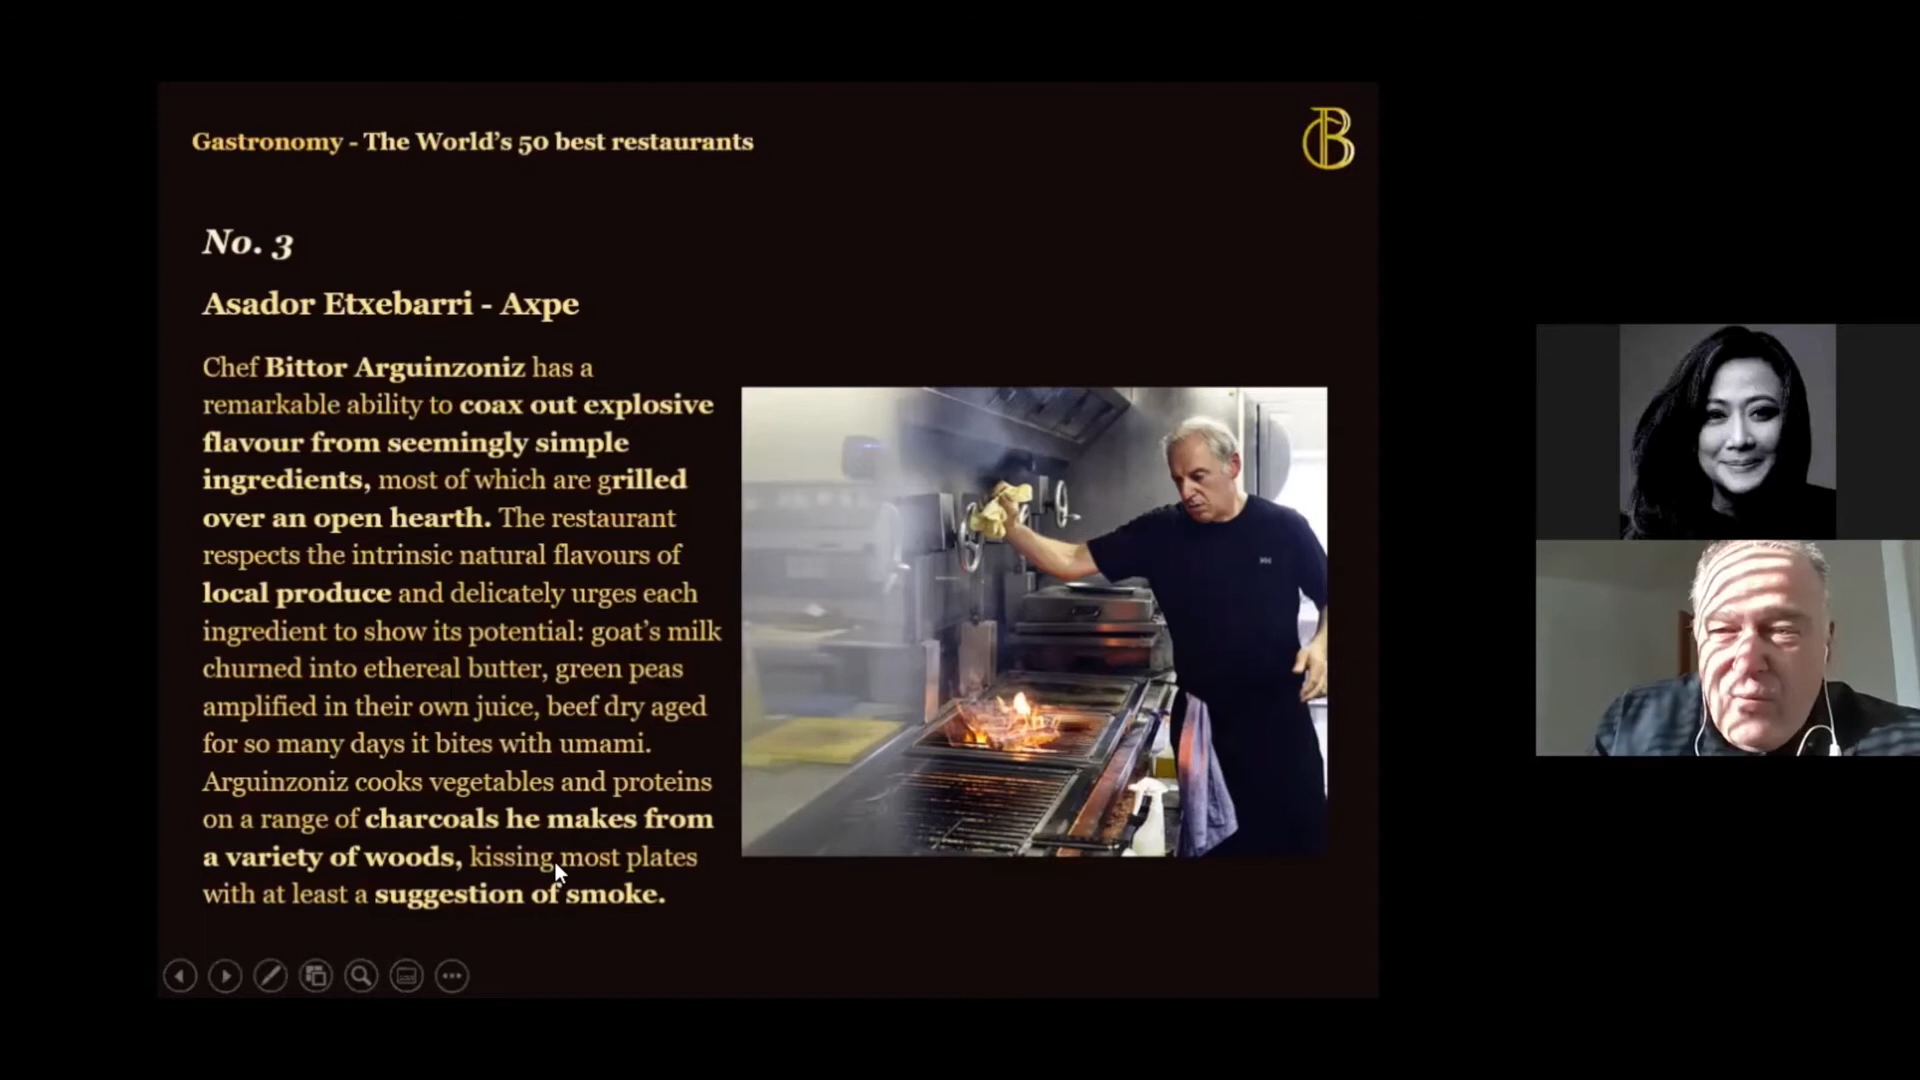 Gastronomy - The World's 50 best restaurants
No. 3
Asador Etxebarri - Axpe
Chef Bittor Arguinzoniz has a
remarkable ability to coax out explosive
flavour from seemingly simple
ingredients, most of which are grilled
over an open hearth. The restaurant
respects the intrinsic natural flavours of
local produce and delicately urges each
ingredient to show its potential: goat's milk
churned into ethereal butter, green peas
amplified in their own juice, beef dry aged
for so many days it bites with umami.
Arguinzoniz cooks vegetables and proteins
on a range of charcoals he makes from
a variety of woods, kissing most plates
with at least a suggestion of smoke.